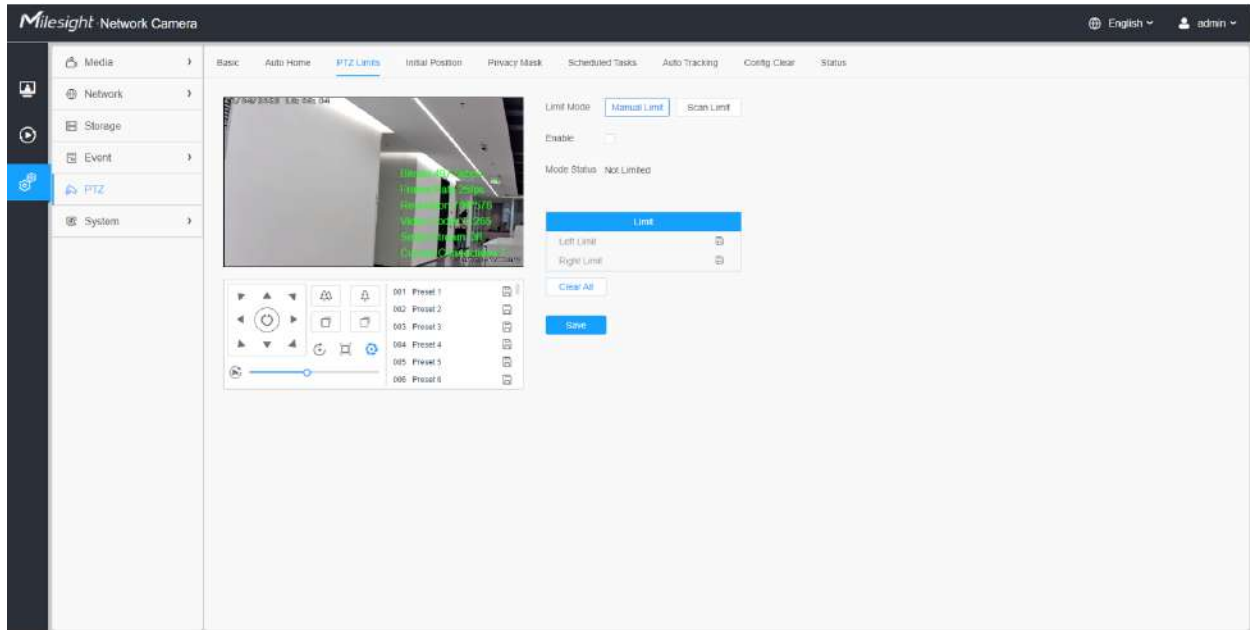 Milesight Network Camera
English
admin
Media
Network
Storage
Event
PTZ
System
Basic
Auto Home
PTZ Limits
Initial Position
Privacy Mask
Scheduled Tasks
Auto Tracking
Config Clear
Status
Limit Mode
Manual Limit
Scan Limit
Enable
Mode Status Not Limited
Limit
Left Limit
Right Limit
Clear All
Save
001 Preset 1
002 Preset 2
003 Preset 3
004 Preset 4
005 Preset 5
006 Preset 6